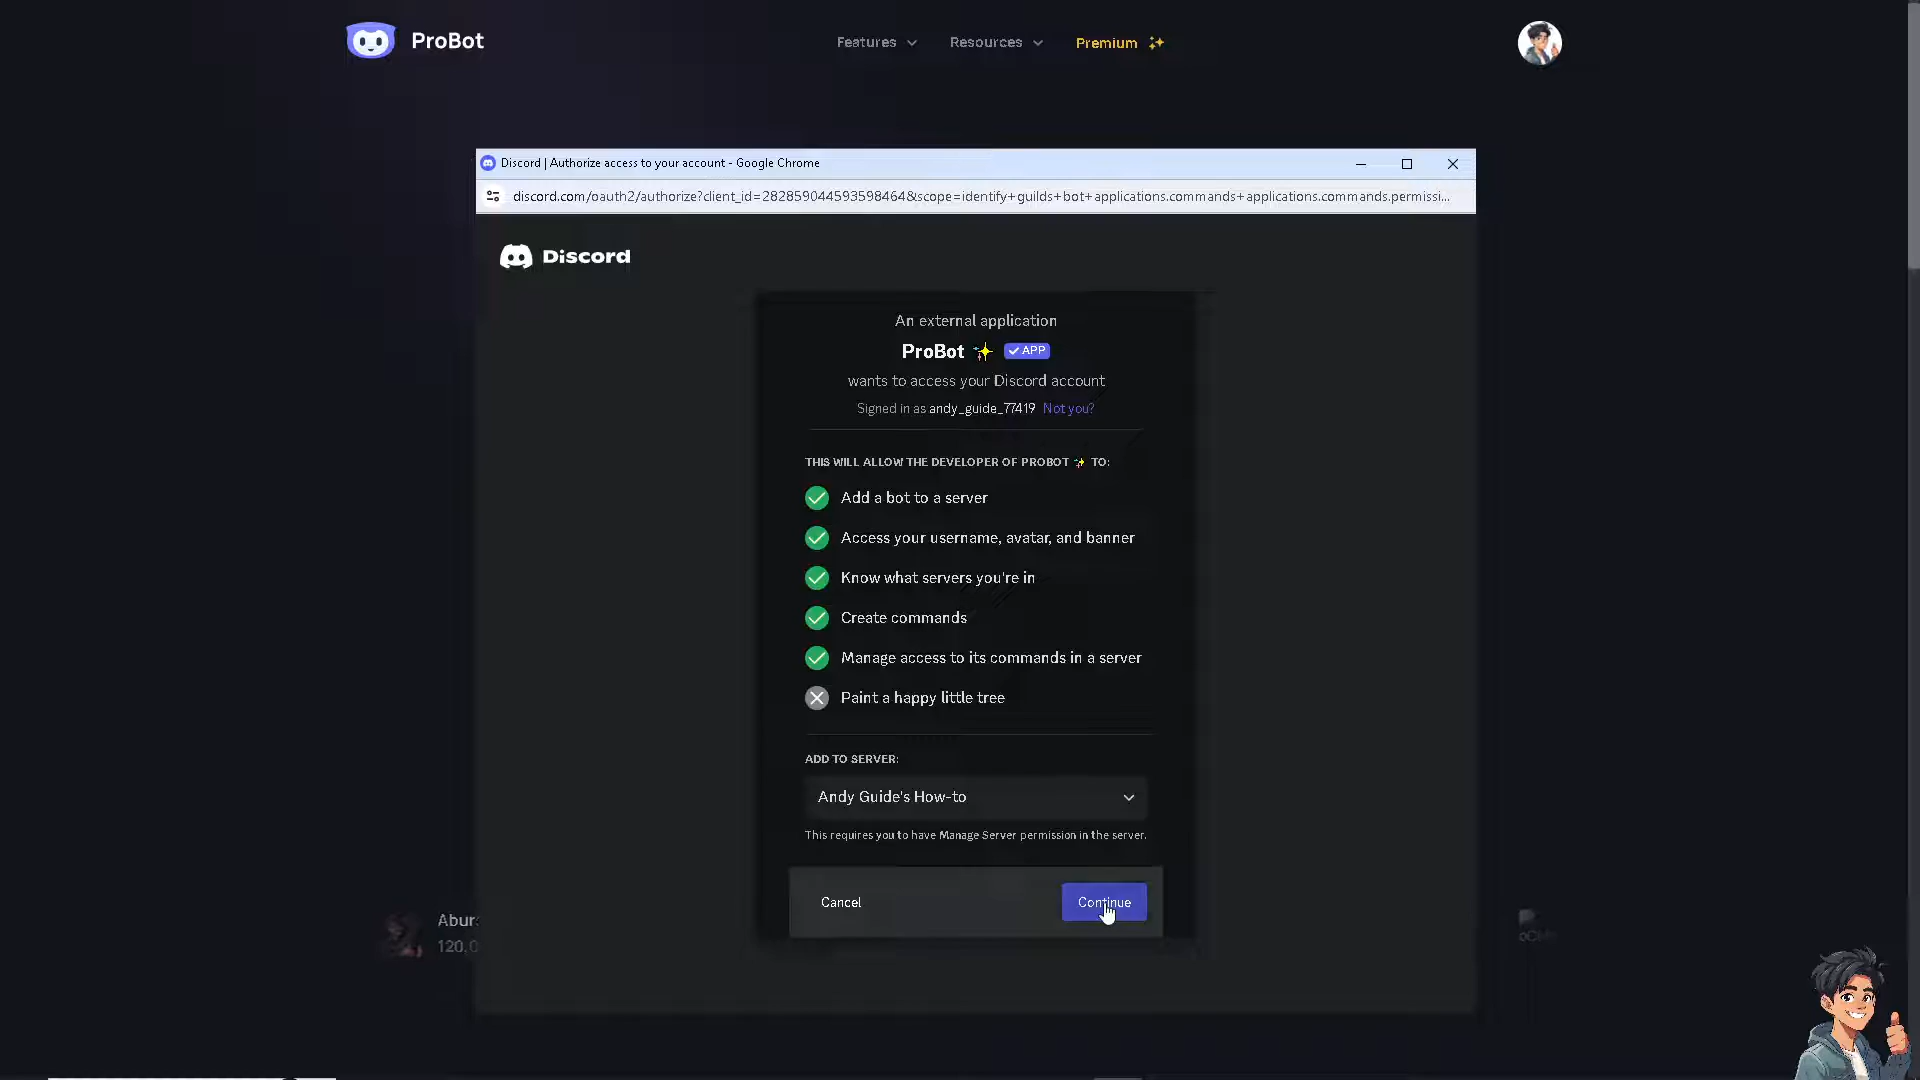 ProBot
Features
Resources
Premium
Discord | Authorize access to your account - Google Chrome
discord.com/oauth2/authorize?client_id=282859044593598464&scope=identify+guilds+bot+applications.commands+applications.commands.permissi...
Discord
An external application
ProBot ✨ APP
wants to access your Discord account
Signed in as andy_guide_77419 Not you?
THIS WILL ALLOW THE DEVELOPER OF PROBOT ✨ TO:
Add a bot to a server
Access your username, avatar, and banner
Know what servers you're in
Create commands
Manage access to its commands in a server
Paint a happy little tree
ADD TO SERVER:
Andy Guide's How-to
This requires you to have Manage Server permission in the server.
Cancel
Continue